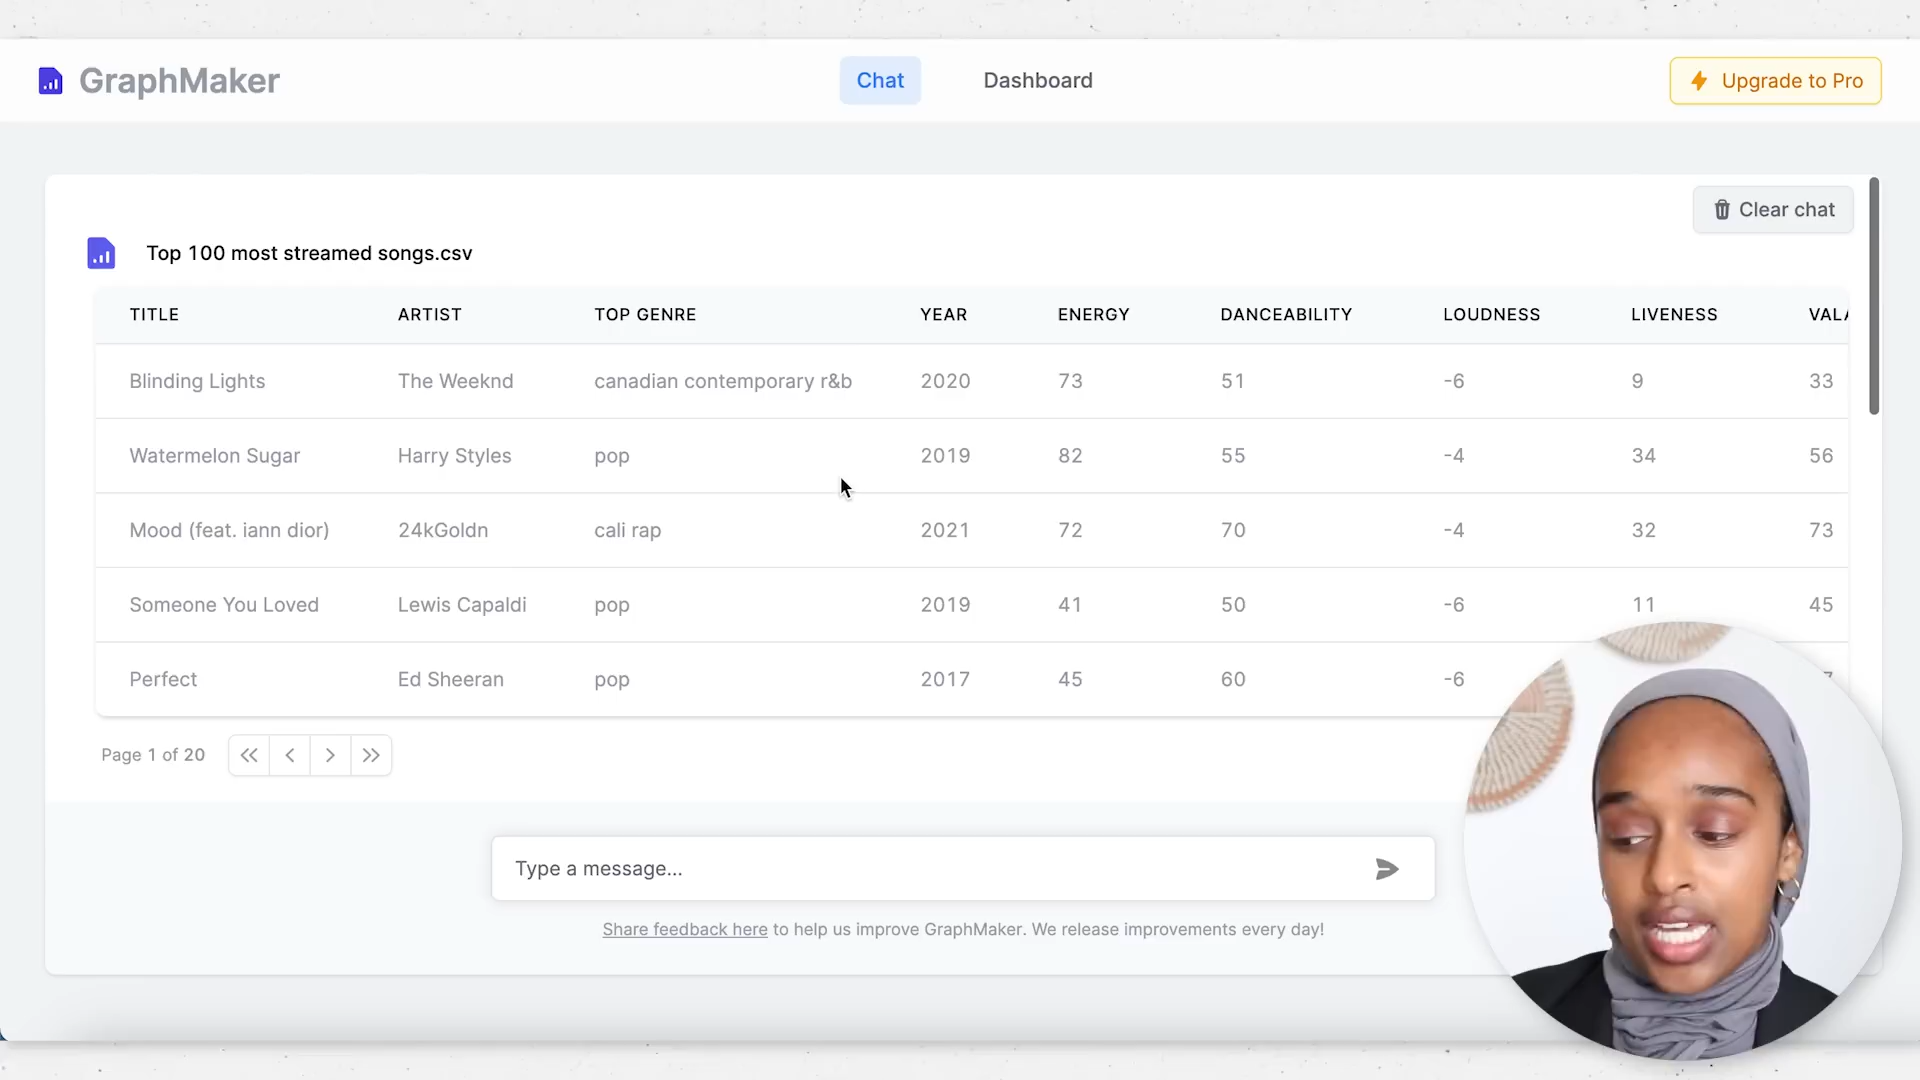 GraphMaker
Chat
Dashboard
Upgrade to Pro
Clear chat
Top 100 most streamed songs.csv
TITLE ARTIST TOP GENRE YEAR ENERGY DANCEABILITY LOUDNESS LIVENESS
Blinding Lights The Weeknd canadian contemporary r&b 2020 73 51 -6 9 33
Watermelon Sugar Harry Styles pop 2019 82 55 -4 34 56
Mood (feat. iann dior) 24kGoldn cali rap 2021 72 70 -4 32 73
Someone You Loved Lewis Capaldi pop 2019 41 50 -6 11 45
Perfect Ed Sheeran pop 2017 45 60 -6
Page 1 of 20
Type a message...
Share feedback here to help us improve GraphMaker. We release improvements every day!